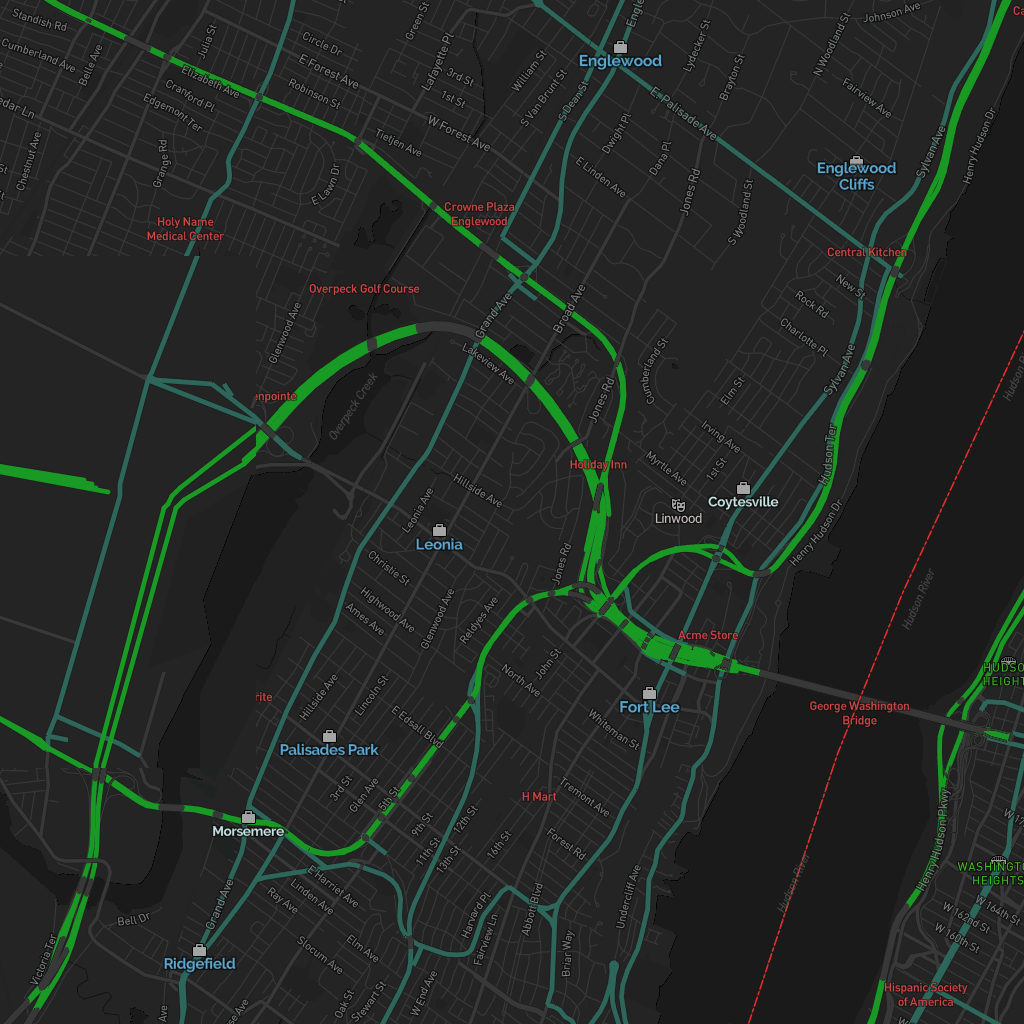 Standish Rd
Cumberland Ave
Belle Ave
Julia St
Elizabeth Ave
Cranford Pl
Edgemont Ter
Chestnut Ave
Circle Dr
E Forest Ave
Robinson St
Green St
Lafayette Pl
3rd St
1st St
W Forest Ave
Tietjen Ave
E Lawn Dr
William St
S Van Brunt St
S Dean St
Englewood
Lydecker St
Brayton St
N Woodland St
Johnson Ave
Fairview Ave
E. Palisade Ave
Dwight Pl
Dana Pl
E Linden Ave
Jones Rd
S Woodland St
Englewood
Cliffs
Sylvan Ave
Henry Hudson Dr
Holy Name
Medical Center
Crowne Plaza
Englewood
Central Kitchen
Overpeck Golf Course
Glenwood Ave
Grand Ave
Broad Ave
New St
Rock Rd
Charlotte Pl
Lakeview Ave
Cumberland St
Elm St
Sylvan Ave
Overpeck Creek
Jones Rd
Irving Ave
Hudson Ter
Holiday Inn
Myrtle Ave
1st St
Hillside Ave
Leonia Ave
Coytesville
Linwood
Leonia
Henry Hudson Dr
Christie St
Jones Rd
Highwood Ave
Ames Ave
Glenwood Ave
Reldyes Ave
Hudson River
Acme Store
John St
North Ave
Hillside Ave
Lincoln St
Fort Lee
George Washington
Bridge
E Edsall Blvd
Whiteman St
Palisades Park
3rd St
Glen Ave
5th St
H Mart
Tremont Ave
Henry Hudson Pkwy
Morsemere
9th St
12th St
11th St
13th St
16th St
Forest Rd
Grand Ave
E Harriet Ave
Linden Ave
Ray Ave
Bell Dr
Harvard Pl
Fairview Ln
Abbott Blvd
Undercliff Ave
Hudson River
W 164th St
W 162nd St
W 160th St
Victoria Ter
Ridgefield
Slocum Ave
Elm Ave
Briar Way
Oak St
Stewart St
W End Ave
Hispanic Society
of America